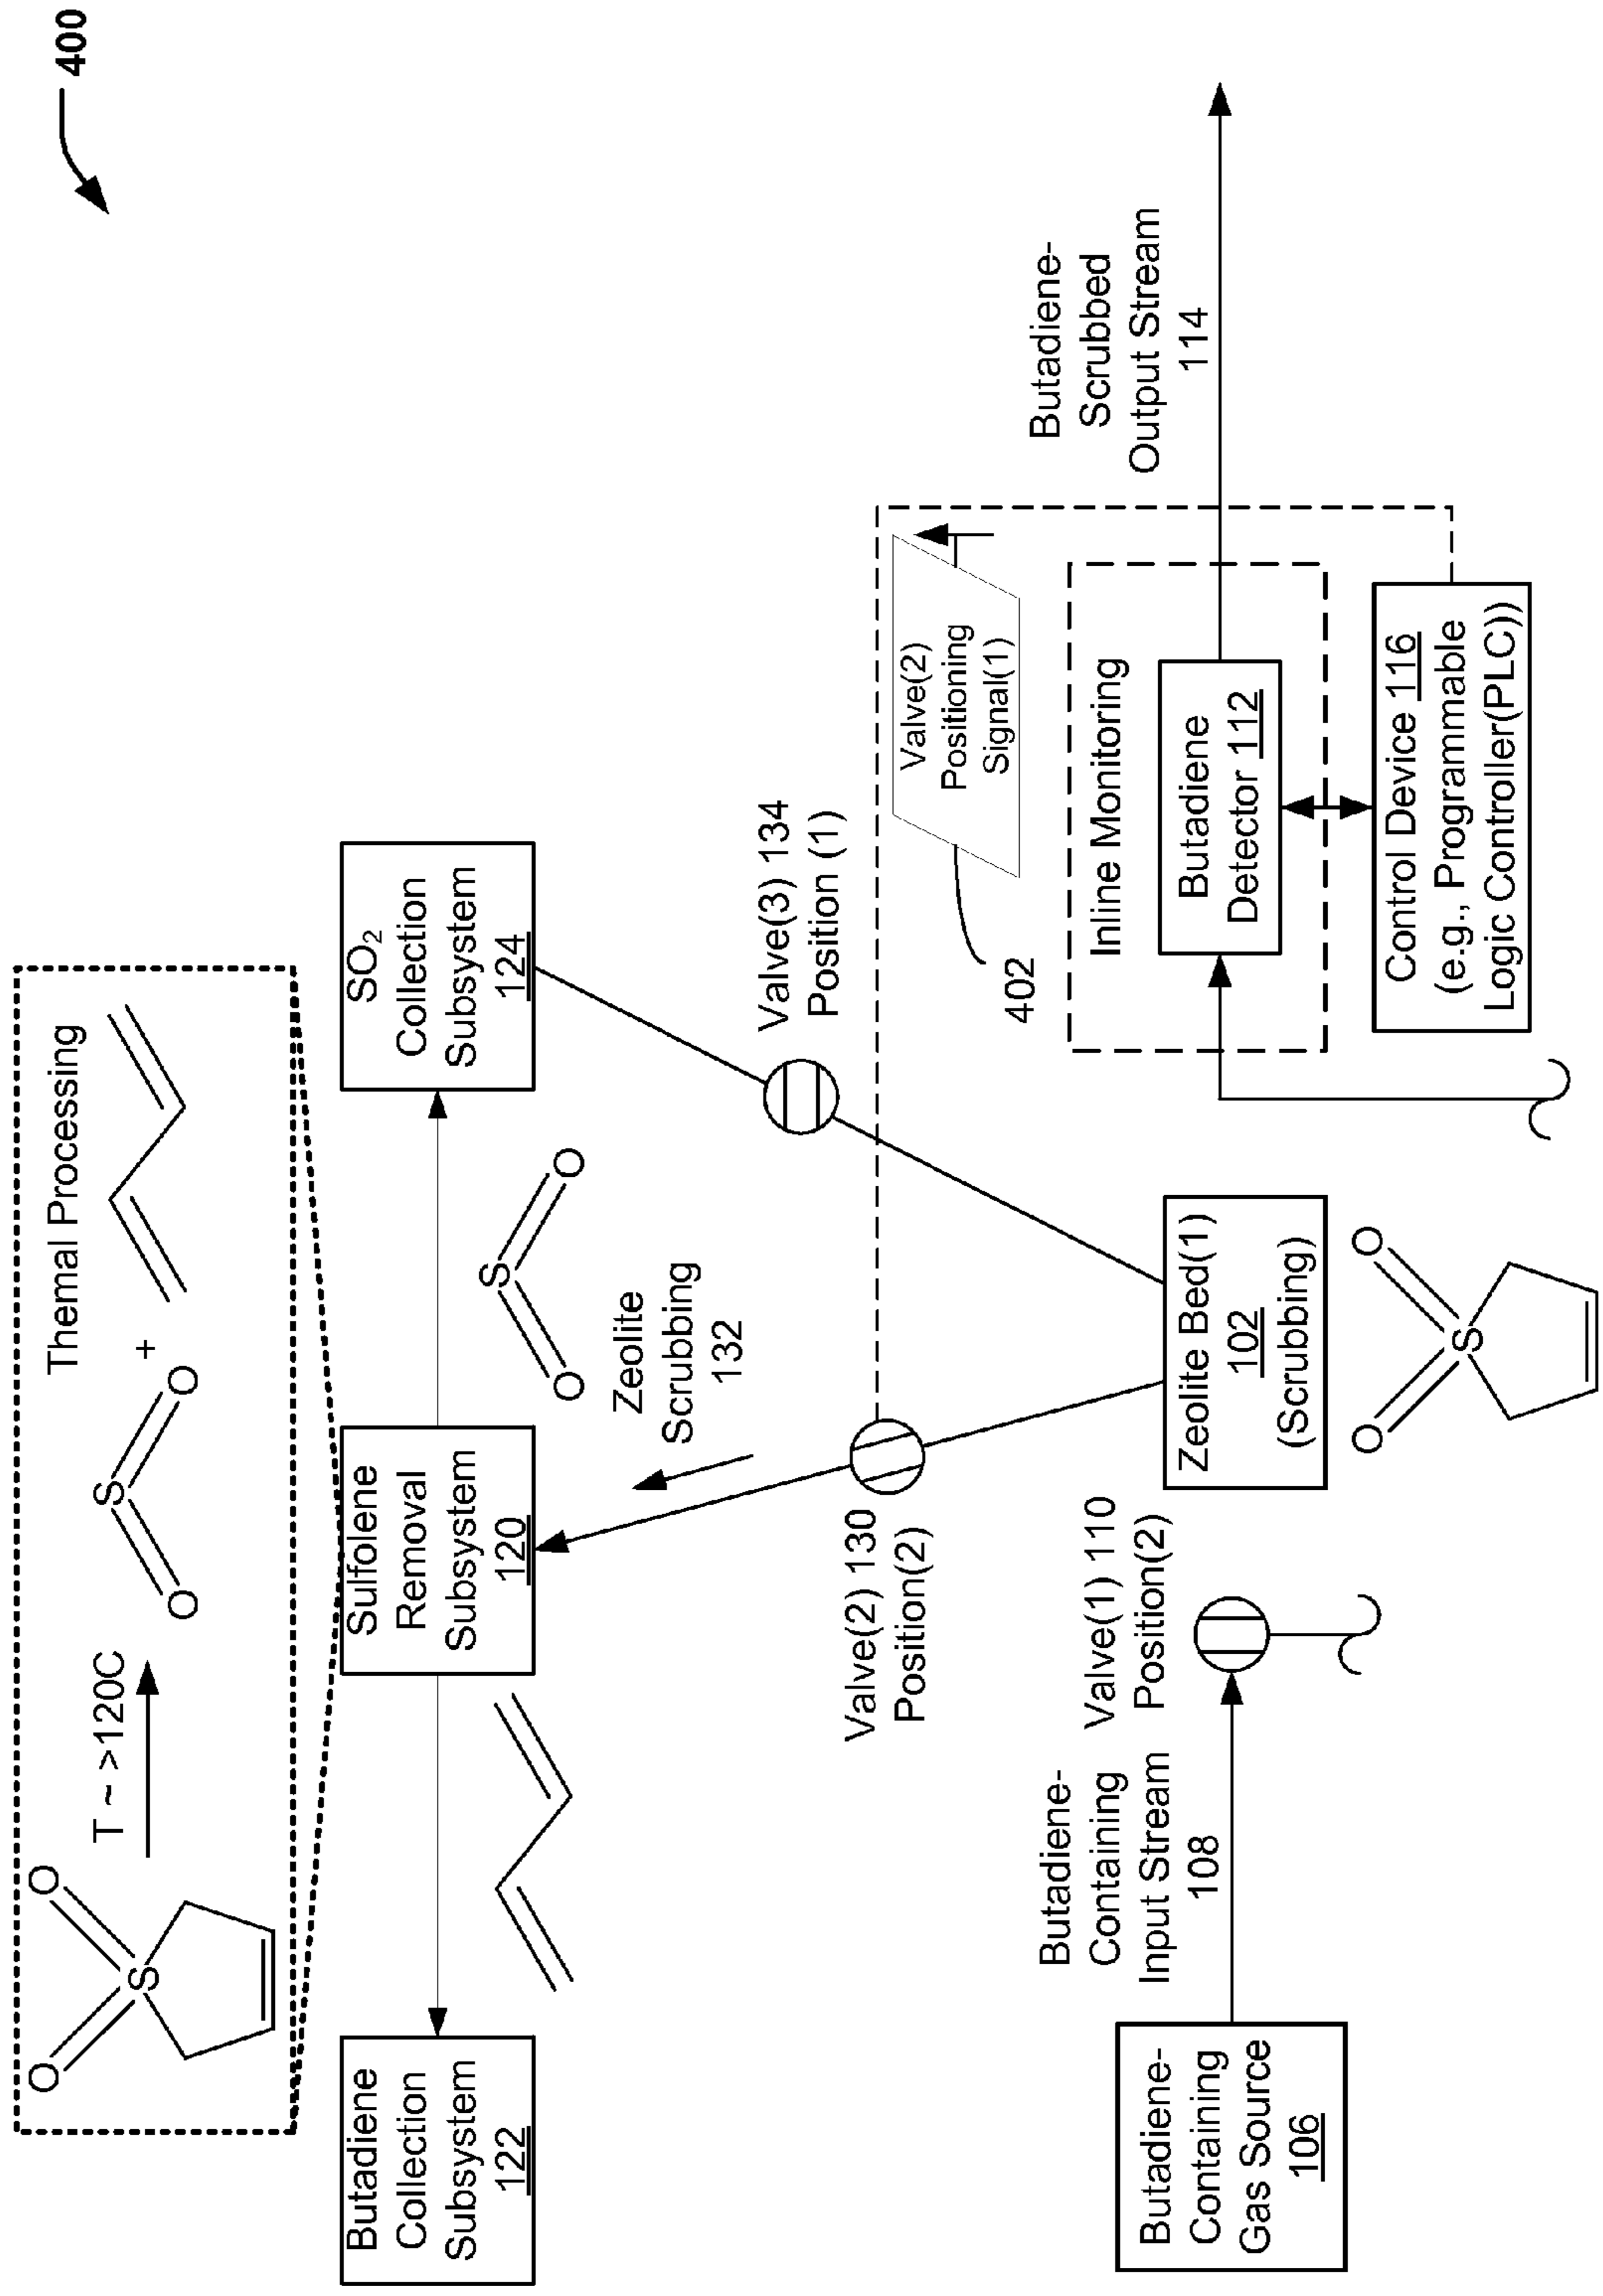 400
Themal Processing
T ~ >120C
O
O
S
O
S
O
+
Butadiene
Collection
Subsystem
122
Sulfolene
Removal
Subsystem
120
SO₂
Collection
Subsystem
124
O
S
O
Zeolite
Scrubbing
132
Valve(3) 134
Position (1)
Valve(2) 130
Position(2)
Valve(2)
Positioning
Signal(1)
402
Butadiene-
Containing
Gas Source
106
Butadiene-
Containing
Input Stream
108
Valve(1) 110
Position(2)
Zeolite Bed(1)
102
(Scrubbing)
O
O
S
Inline Monitoring
Butadiene
Detector 112
Control Device 116
(e.g., Programmable
Logic Controller(PLC))
Butadiene-
Scrubbed
Output Stream
114